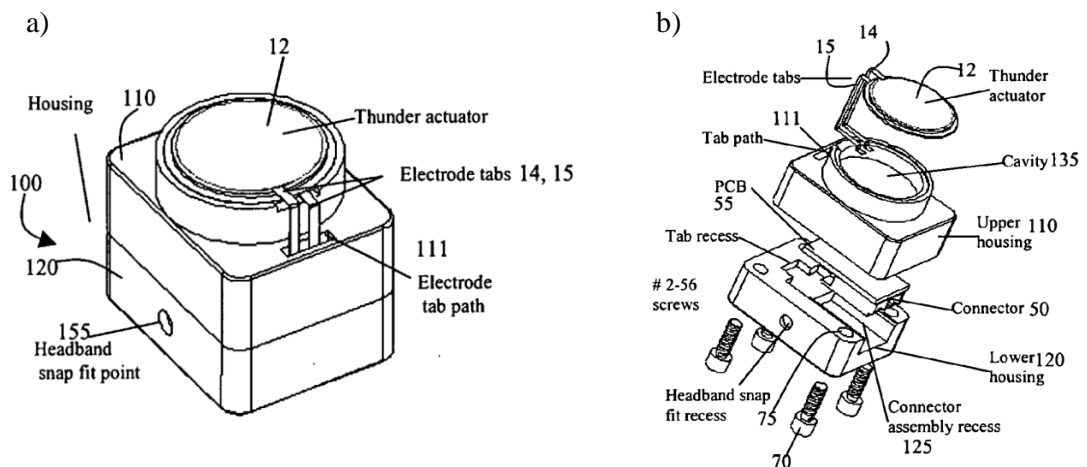 a)
12
Housing
110
Thunder actuator
Electrode tabs 14, 15
100
120
111
Electrode
tab path
155
Headband
snap fit point
b)
14
15
12
Electrode tabs
Thunder
actuator
111
Tab path
Cavity 135
PCB
55
Upper 110
housing
Tab recess
# 2-56
screws
Connector 50
Lower 120
housing
Headband snap
fit recess
75
Connector
assembly recess
125
70